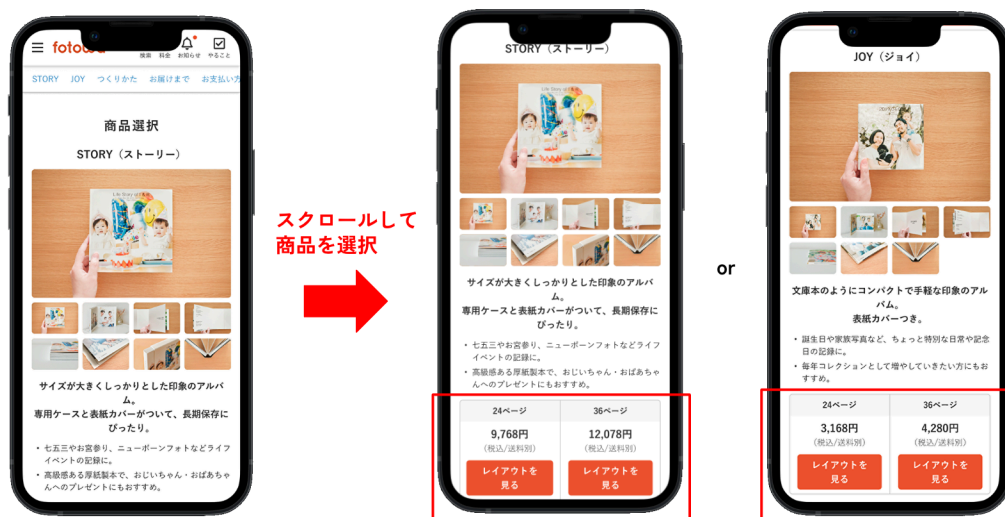 fotowa
検索 料金 お知らせ やること
STORY JOY つくりかた お届けまで お支払い方
商品選択
STORY（ストーリー）
サイズが大きくしっかりとした印象のアルバ
ム。
専用ケースと表紙カバーがついて、長期保存に
ぴったり。
・七五三やお宮参り、ニューボーンフォトなどライフ
イベントの記録に。
・高級感ある厚紙製本で、おじいちゃん・おばあちゃ
んへのプレゼントにもおすすめ。
スクロールして
商品を選択
STORY（ストーリー）
サイズが大きくしっかりとした印象のアルバ
ム。
専用ケースと表紙カバーがついて、長期保存に
ぴったり。
・七五三やお宮参り、ニューボーンフォトなどライフ
イベントの記録に。
・高級感ある厚紙製本で、おじいちゃん・おばあちゃ
んへのプレゼントにもおすすめ。
24ページ 36ページ
9,768円 12,078円
(税込/送料別) (税込/送料別)
レイアウトを レイアウトを
見る 見る
or
JOY（ジョイ）
文庫本のようにコンパクトで手軽な印象のアル
バム。
表紙カバーつき。
・誕生日や家族写真など、ちょっと特別な日常や記念
日の記録に。
・毎年コレクションとして増やしていきたい方にもお
すすめ。
24ページ 36ページ
3,168円 4,280円
(税込/送料別) (税込/送料別)
レイアウトを レイアウトを
見る 見る